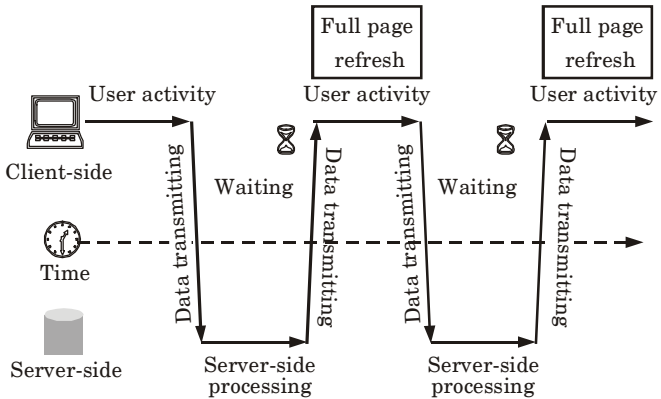 Full page
refresh
Full page
refresh
User activity
User activity
User activity
Client-side
Waiting
Waiting
Data transmitting
Data transmitting
Data transmitting
Data transmitting
Time
Server-side
Server-side
processing
Server-side
processing